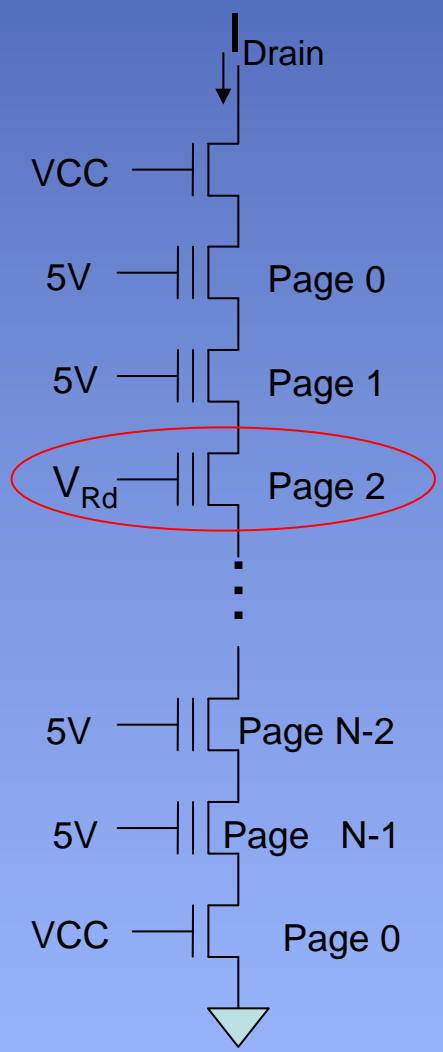 I Drain
VCC
5V Page 0
5V Page 1
VRd Page 2
5V Page N-2
5V Page N-1
VCC Page 0